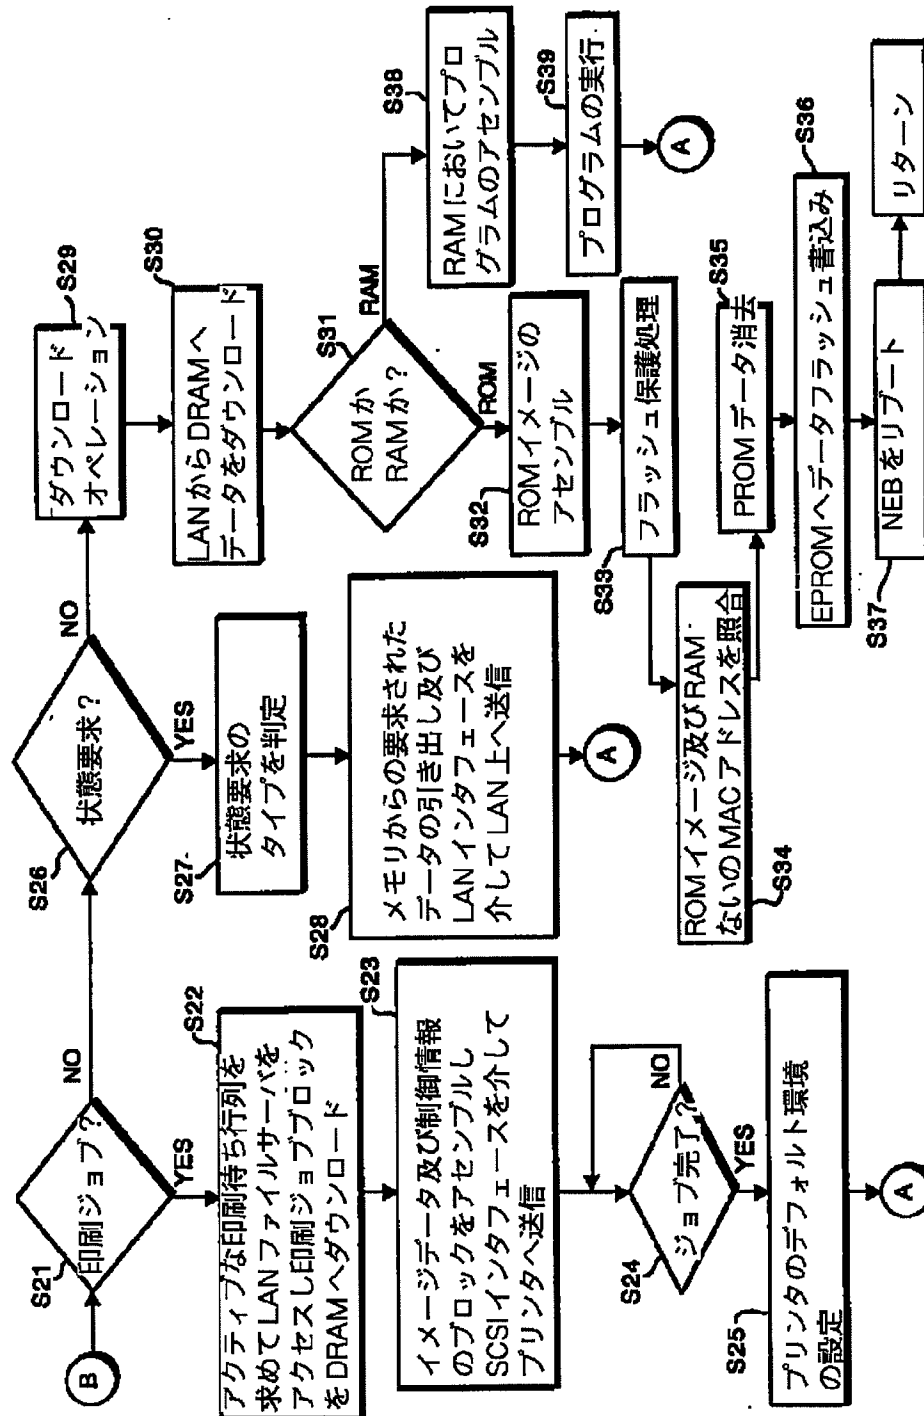 B
S21
印刷ジョブ?
NO
YES
S22
アクティブな印刷待ち行列を
求めてLANファイルサーバを
アクセスし印刷ジョブブロック
をDRAMへダウンロード
S23
イメージデータ及び制御情報
のブロックをアセンブルし
SCSIインタフェースを介して
プリンタへ送信
S24
ジョブ完了?
NO
YES
S25
プリンタのデフォルト環境
の設定
A
S26
状態要求?
NO
YES
S27
状態要求の
タイプを判定
S28
メモリからの要求された
データの引き出し及び
LANインタフェースを
介してLAN上へ送信
A
S29
ダウンロード
オペレーション
S30
LANからDRAMへ
データをダウンロード
S31
ROMか
RAMか?
RAM
ROM
S32
ROMイメージの
アセンブル
S33
フラッシュ保護処理
S34
ROMイメージ及びRAM
ないのMACアドレスを照合
S35
PROMデータ消去
S36
EPROMへデータフラッシュ書込み
S37
NEBをリブート
リターン
S38
RAMにおいてプロ
グラムのアセンブル
S39
プログラムの実行
A